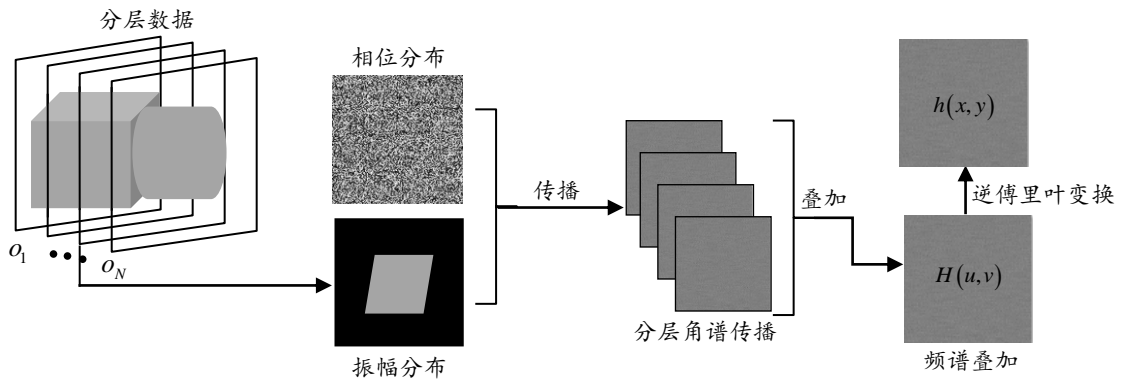 分层数据
相位分布
h(x, y)
传播
叠加
逆傅里叶变换
o₁ ••• o_N
H(u,v)
分层角谱传播
振幅分布
频谱叠加